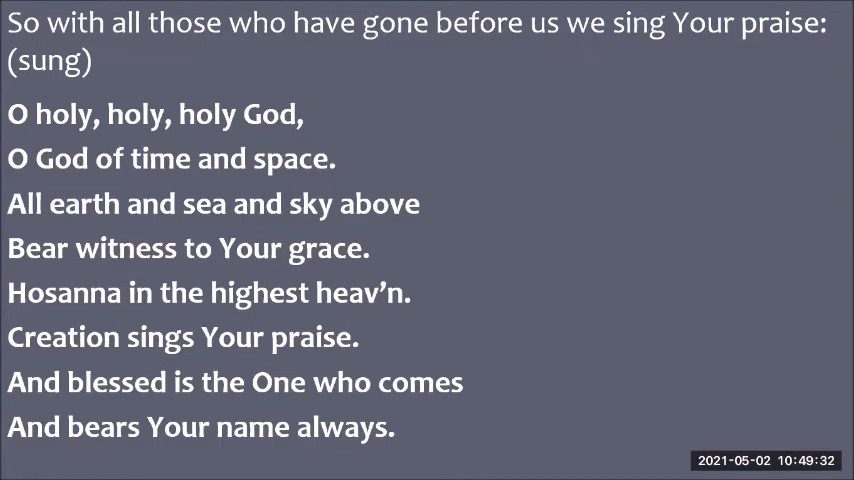 So with all those who have gone before us we sing Your praise:
(sung)
O holy, holy, holy God,
O God of time and space.
All earth and sea and sky above
Bear witness to Your grace.
Hosanna in the highest heav’n.
Creation sings Your praise.
And blessed is the One who comes
And bears Your name always.
2021-05-02 10:49:32